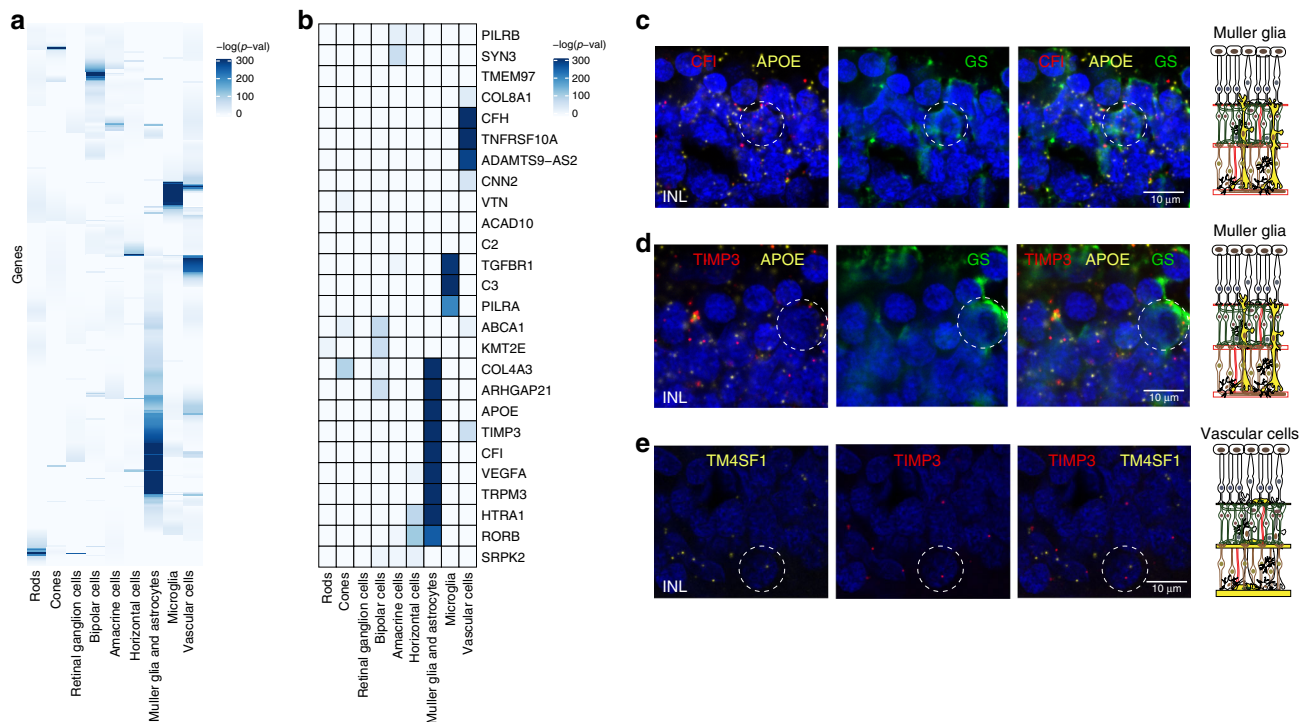 a
−log(p−val)
300
200
100
0
Genes
Rods
Cones
Retinal ganglion cells
Bipolar cells
Amacrine cells
Horizontal cells
Muller glia and astrocytes
Microglia
Vascular cells
b
−log(p−val)
300
200
100
0
PILRB
SYN3
TMEM97
COL8A1
CFH
TNFRSF10A
ADAMTS9−AS2
CNN2
VTN
ACAD10
C2
TGFBR1
C3
PILRA
ABCA1
KMT2E
COL4A3
ARHGAP21
APOE
TIMP3
CFI
VEGFA
TRPM3
HTRA1
RORB
SRPK2
Rods
Cones
Retinal ganglion cells
Bipolar cells
Amacrine cells
Horizontal cells
Muller glia and astrocytes
Microglia
Vascular cells
c
CFI APOE
INL
GS
CFI APOE GS
10 μm
Muller glia
d
TIMP3 APOE
INL
GS
TIMP3 APOE GS
10 μm
Muller glia
e
TM4SF1
INL
TIMP3
TIMP3 TM4SF1
10 μm
Vascular cells